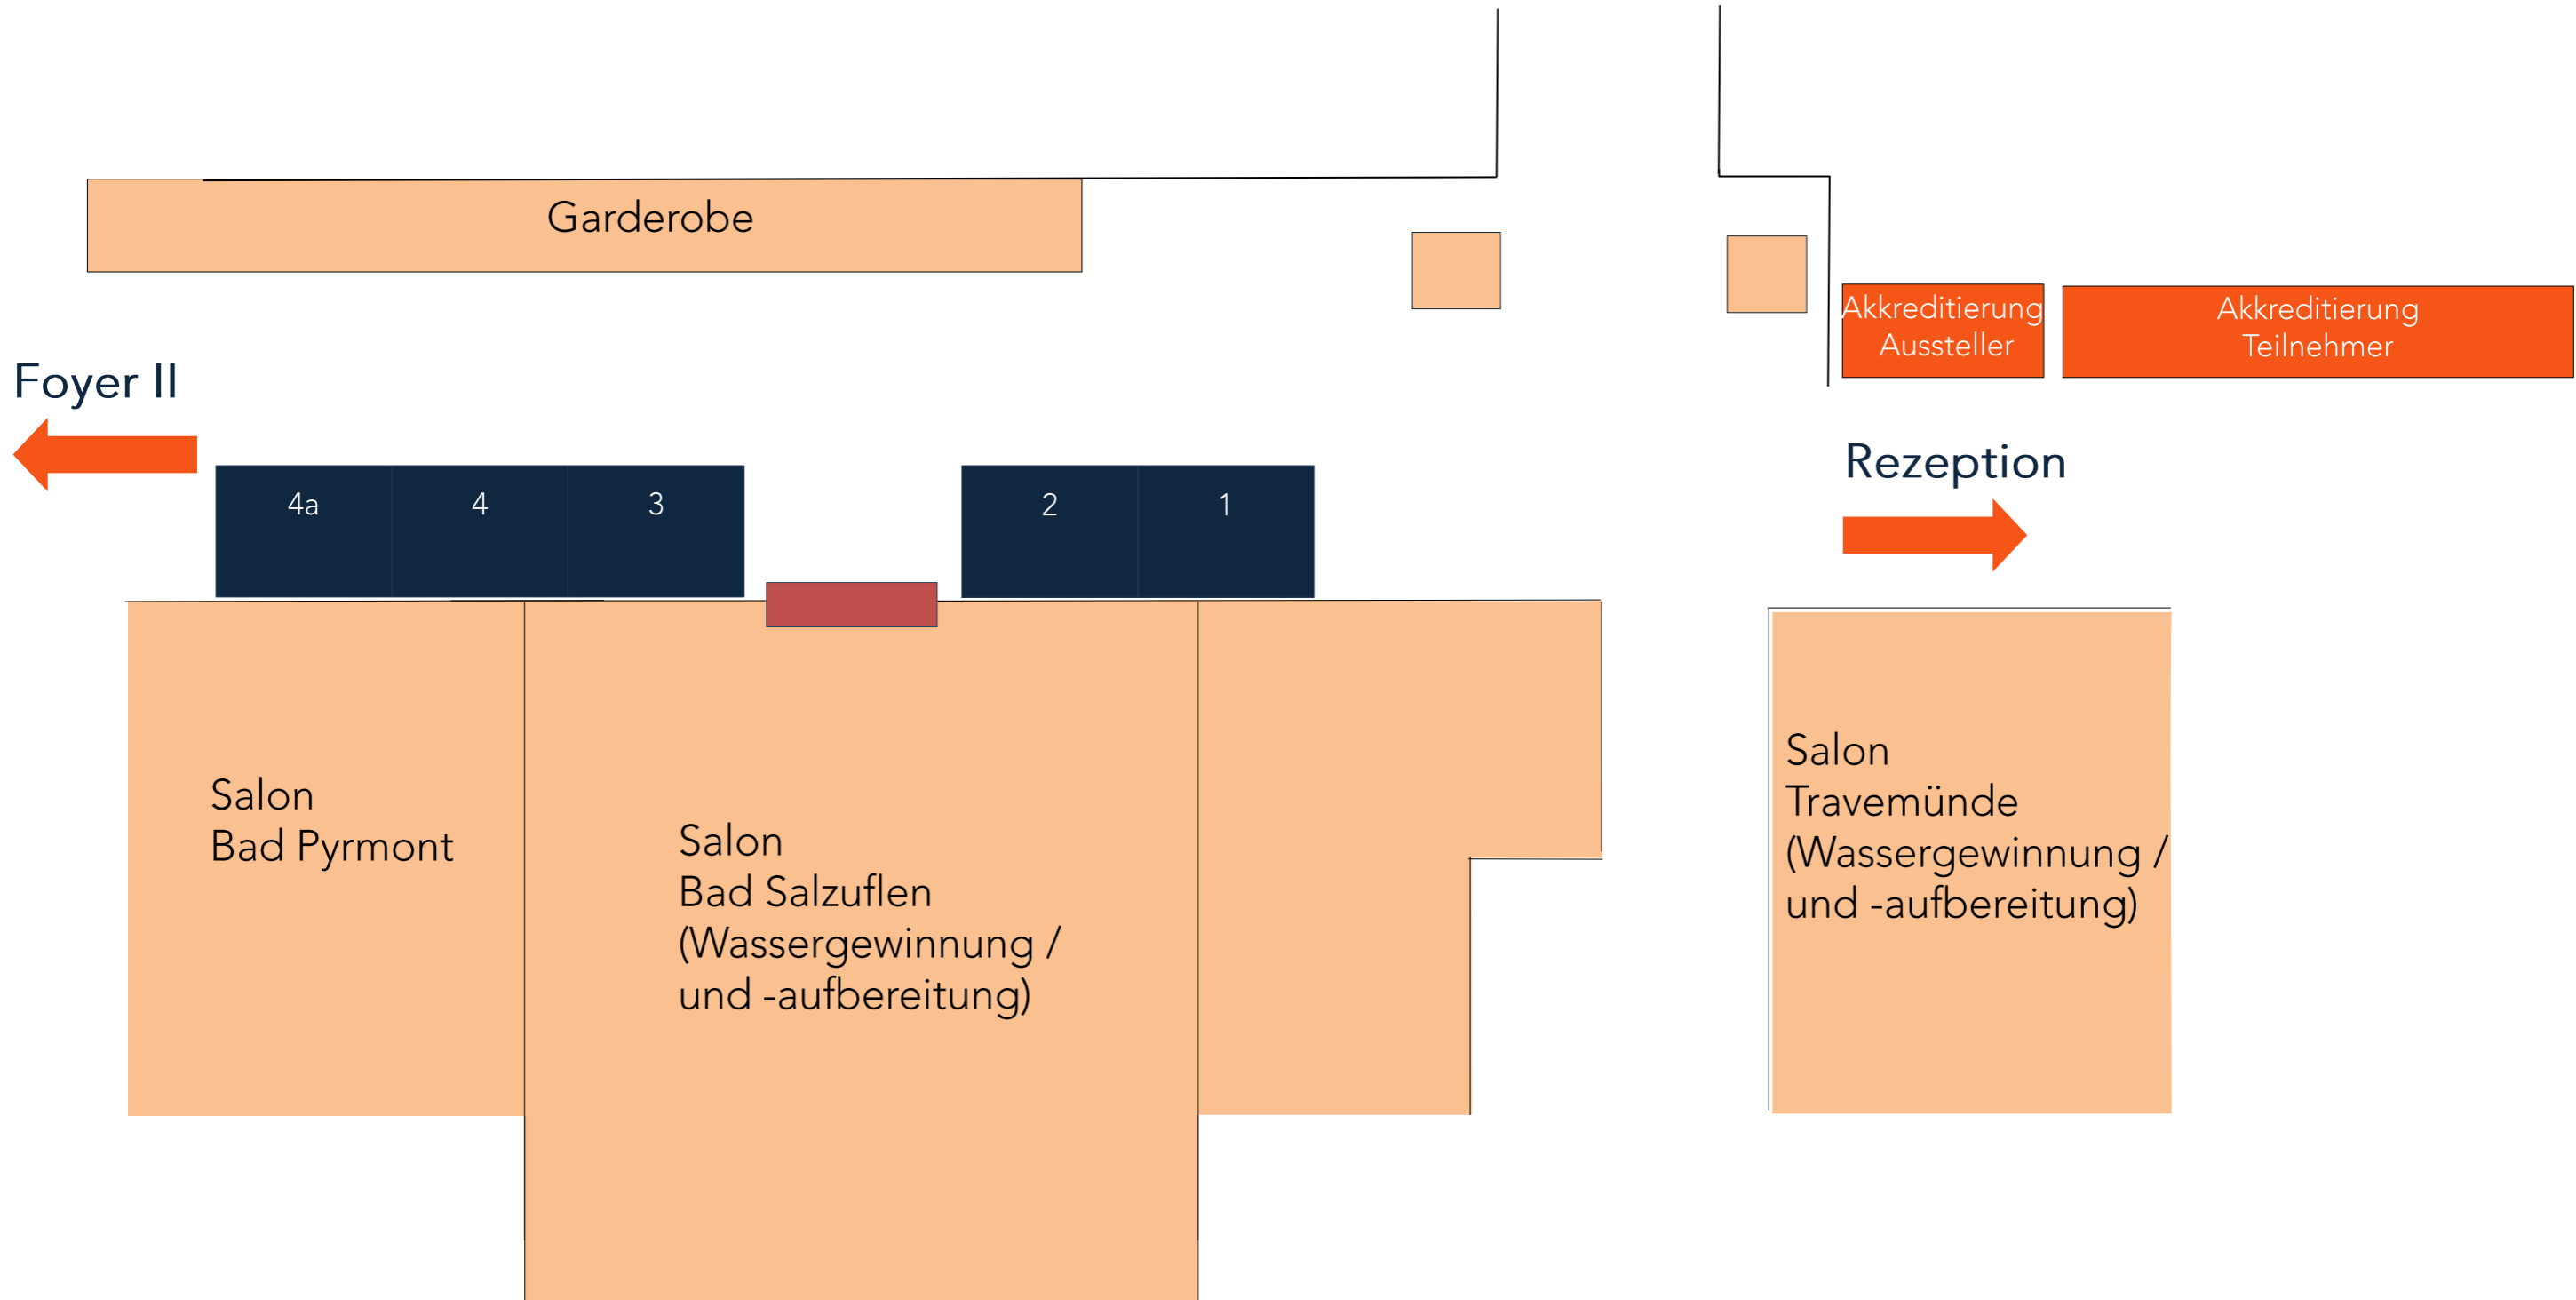 Garderobe
Akkreditierung
Aussteller
Akkreditierung
Teilnehmer
Foyer II
Rezeption
4a
4
3
2
1
Salon
Bad Pyrmont
Salon
Bad Salzuflen
(Wassergewinnung /
und -aufbereitung)
Salon
Travemünde
(Wassergewinnung /
und -aufbereitung)